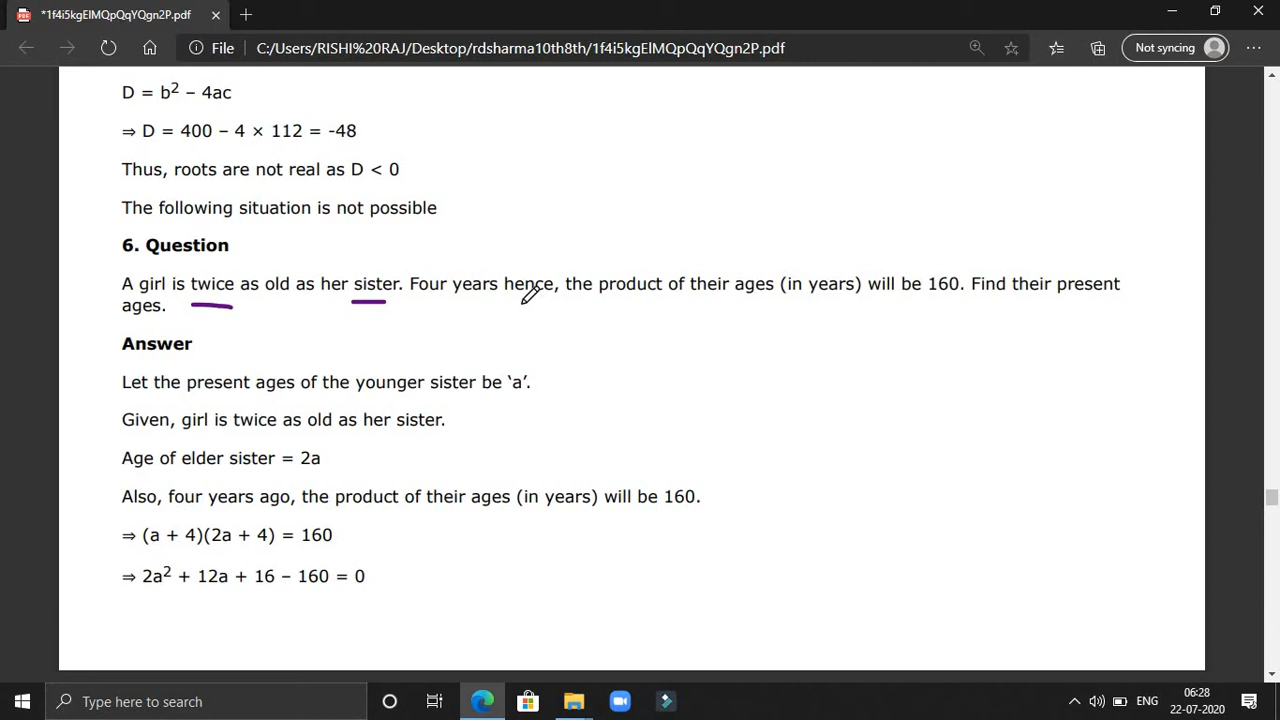 *1f4i5kgElMQpQqYQgn2P.pdf
File C:/Users/RISHI%20RAJ/Desktop/rdsharma10th8th/1f4i5kgElMQpQqYQgn2P.pdf Not syncing
D = b² – 4ac
⇒ D = 400 – 4 × 112 = -48
Thus, roots are not real as D < 0
The following situation is not possible
6. Question
A girl is twice as old as her sister. Four years hence, the product of their ages (in years) will be 160. Find their present
ages.
Answer
Let the present ages of the younger sister be ‘a’.
Given, girl is twice as old as her sister.
Age of elder sister = 2a
Also, four years ago, the product of their ages (in years) will be 160.
⇒ (a + 4)(2a + 4) = 160
⇒ 2a² + 12a + 16 – 160 = 0
Type here to search
ENG
06:28
22-07-2020